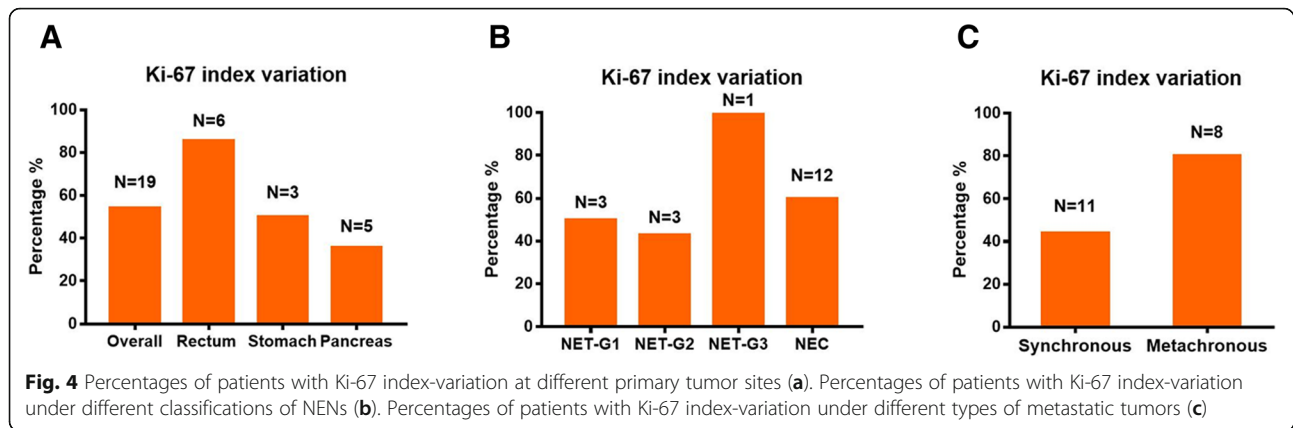 A
Ki-67 index variation
Percentage %
100
80
60
40
20
0
N=19
N=6
N=3
N=5
Overall Rectum Stomach Pancreas
B
Ki-67 index variation
Percentage %
100
80
60
40
20
0
N=3
N=3
N=1
N=12
NET-G1 NET-G2 NET-G3 NEC
C
Ki-67 index variation
Percentage %
100
80
60
40
20
0
N=11
N=8
Synchronous Metachronous
Fig. 4 Percentages of patients with Ki-67 index-variation at different primary tumor sites (a). Percentages of patients with Ki-67 index-variation
under different classifications of NENs (b). Percentages of patients with Ki-67 index-variation under different types of metastatic tumors (c)